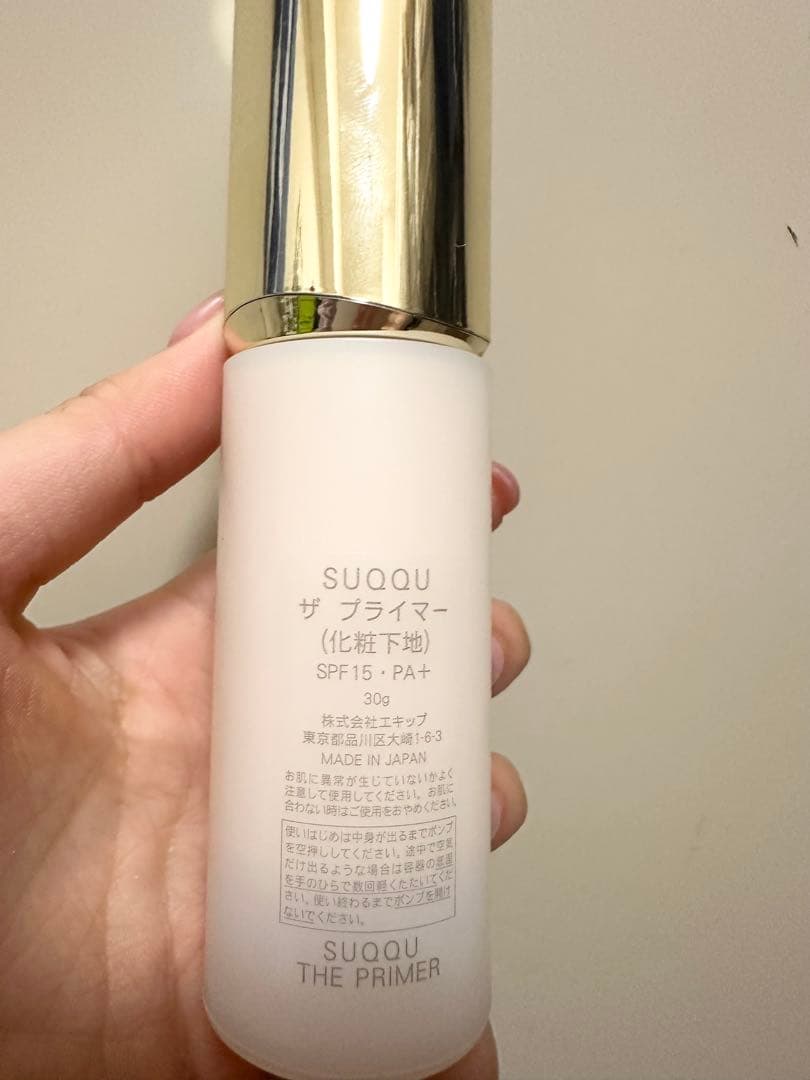 SUQQU
ザ プライマー
(化粧下地)
SPF15・PA+
30g
株式会社エキップ
東京都品川区大崎1-6-3
MADE IN JAPAN
お肌に異常が生じていないかよく
注意して使用してください。お肌に
合わない時はご使用をおやめください。
使いはじめは中身が出るまでポンプ
を空押ししてください。途中で空気
だけ出るような場合は容器の底面
を手のひらで数回軽くたたいてくだ
さい。使い終わるまでポンプを開け
ないでください。
SUQQU
THE PRIMER